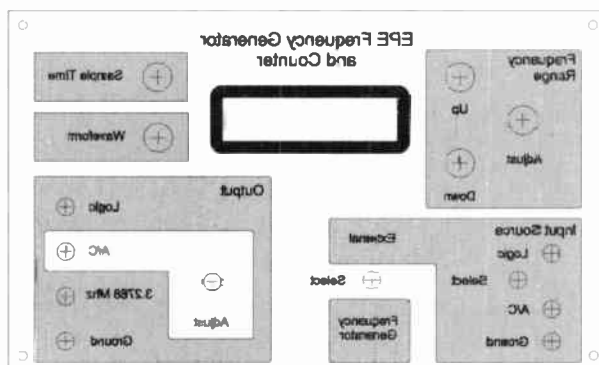 EPE Frequency Generator
and Counter
Frequency
Range
Up
Adjust
Down
Sample Time
Waveform
Input Source
Logic
Select
A/C
Ground
External
Select
Frequency
Generator
Output
Logic
A/C
3.2768 Mhz
Adjust
Ground